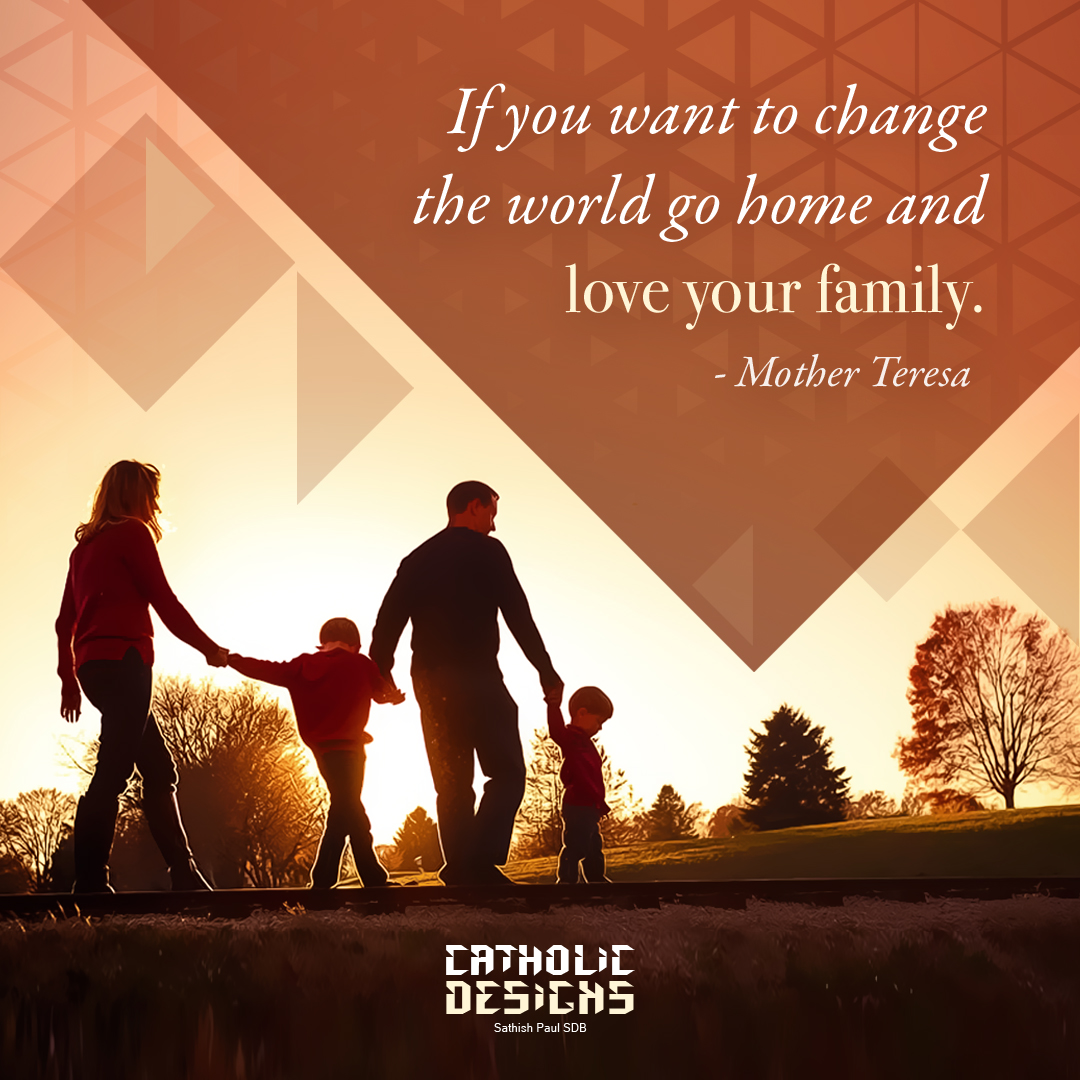 If you want to change
the world go home and
love your family.
- Mother Teresa
CATHOLIC
DESIGNS
Sathish Paul SDB